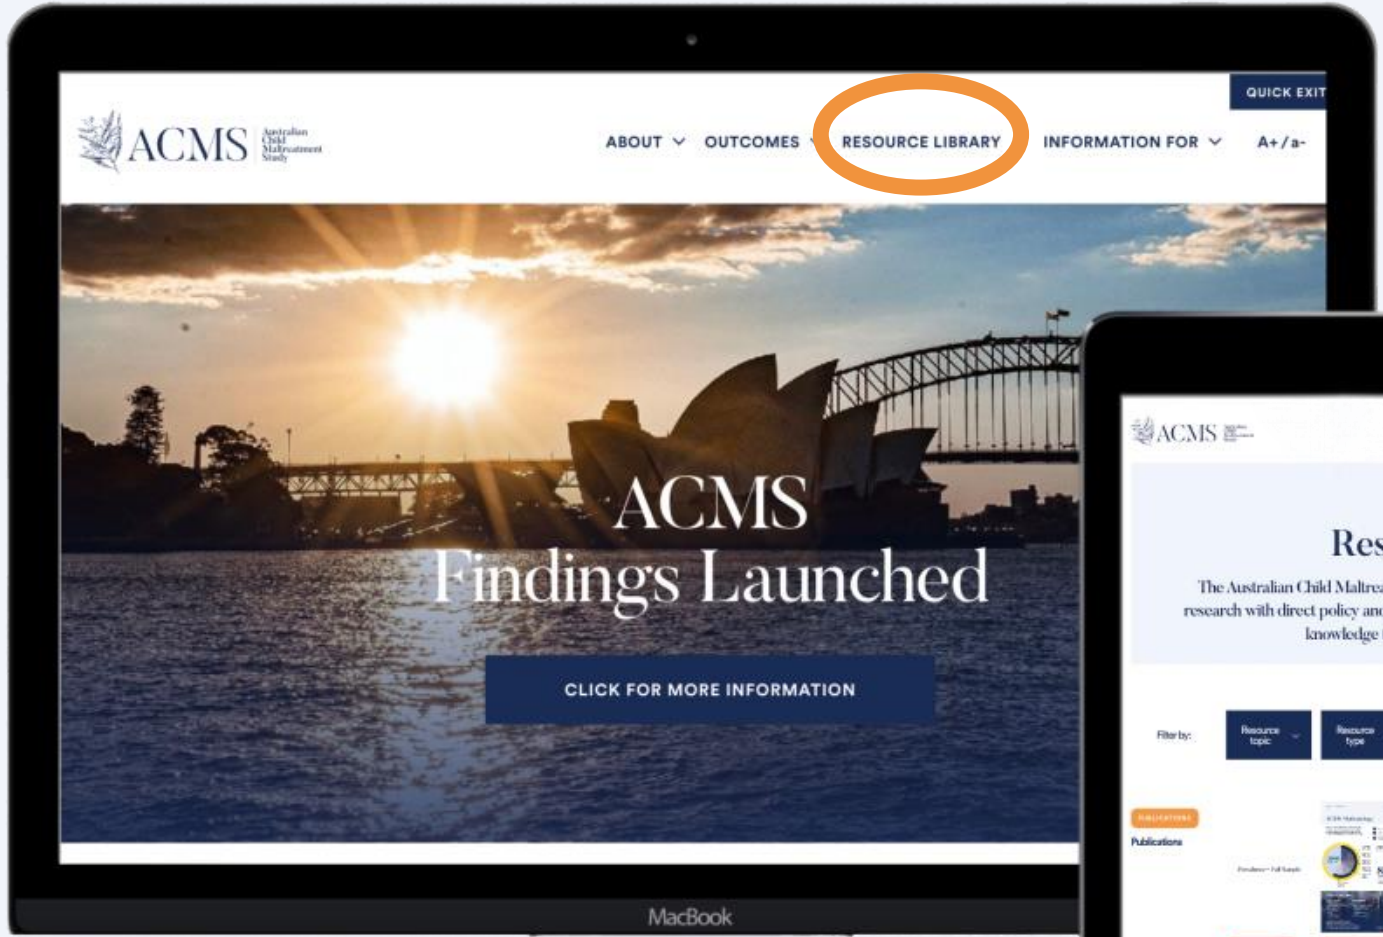 QUICK EXIT
ACMS
Australian
Child
Maltreatment
Study
ABOUT
OUTCOMES
RESOURCE LIBRARY
INFORMATION FOR
A+/a-
ACMS
Findings Launched
CLICK FOR MORE INFORMATION
MacBook
ACMS
Res
The Australian Child Maltrea
research with direct policy and
knowledge
Filter by:
Resource
topic
Resource
type
PUBLICATIONS
Publications